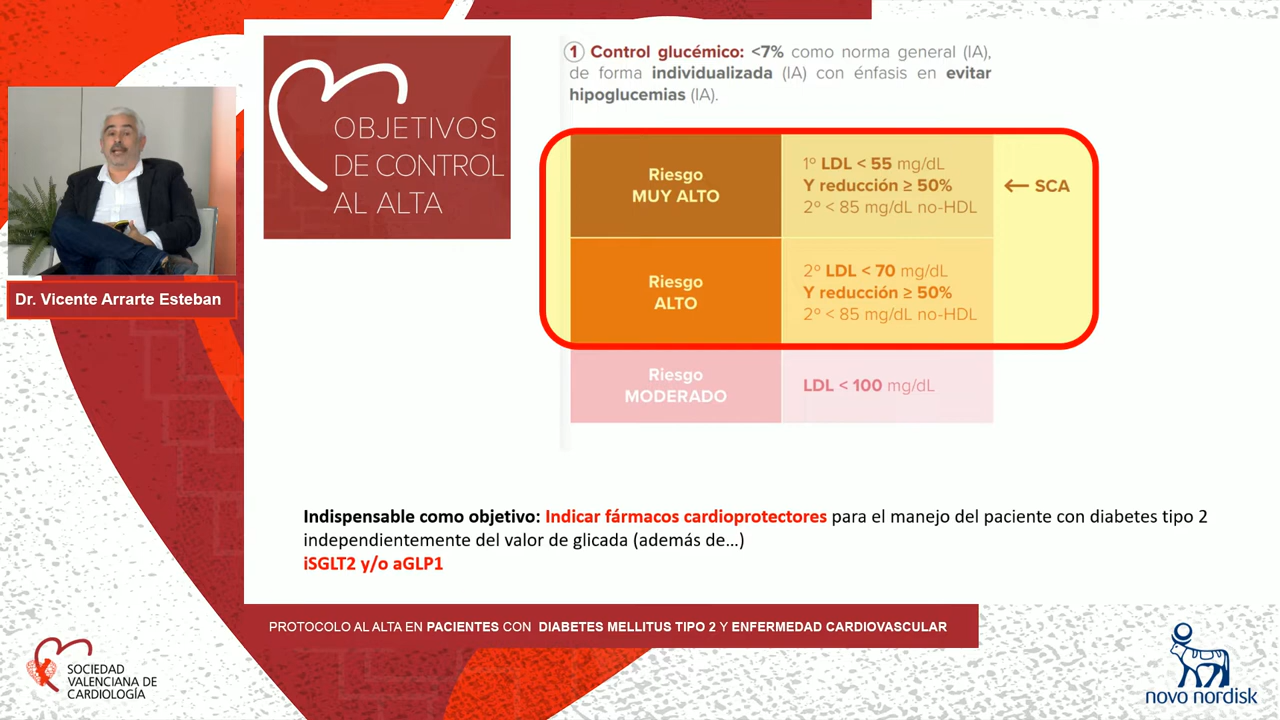 OBJETIVOS
DE CONTROL
AL ALTA
1 Control glucémico: <7% como norma general (IA),
de forma individualizada (IA) con énfasis en evitar
hipoglucemias (IA).
Riesgo
MUY ALTO
1º LDL < 55 mg/dL
Y reducción ≥ 50%
2º < 85 mg/dL no-HDL
← SCA
Riesgo
ALTO
2º LDL < 70 mg/dL
Y reducción ≥ 50%
2º < 85 mg/dL no-HDL
Riesgo
MODERADO
LDL < 100 mg/dL
Dr. Vicente Arrarte Esteban
Indispensable como objetivo: Indicar fármacos cardioprotectores para el manejo del paciente con diabetes tipo 2
independientemente del valor de glicada (además de...)
iSGLT2 y/o aGLP1
PROTOCOLO AL ALTA EN PACIENTES CON DIABETES MELLITUS TIPO 2 Y ENFERMEDAD CARDIOVASCULAR
SOCIEDAD
VALENCIANA DE
CARDIOLOGÍA
novo nordisk